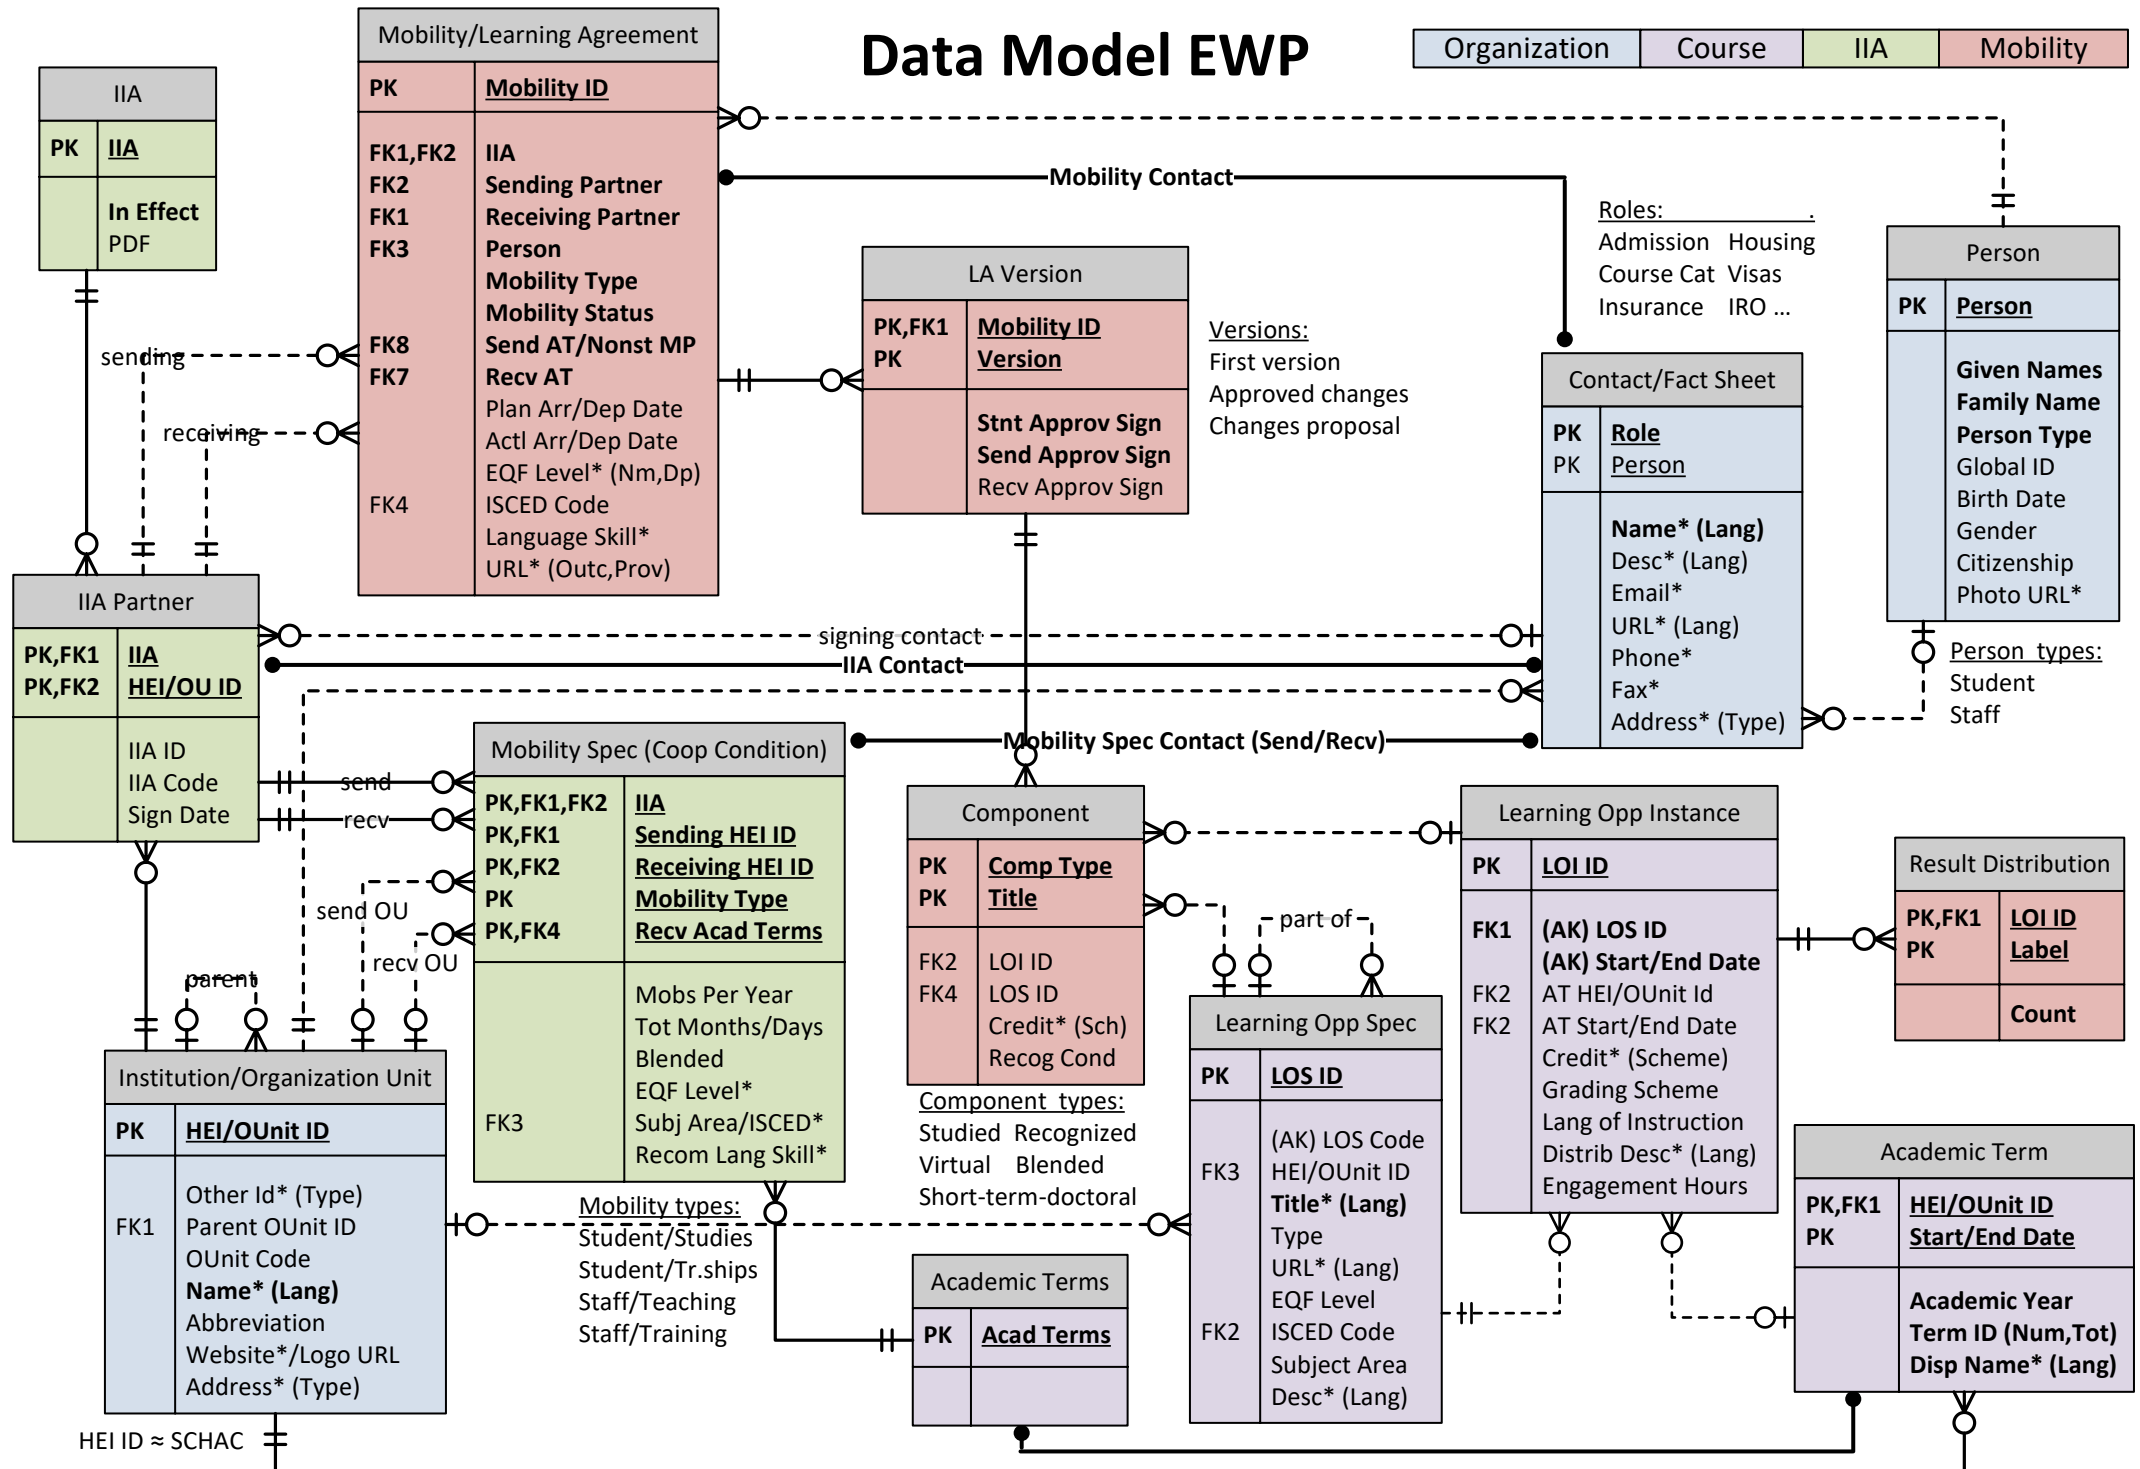 Data Model EWP
Organization Course IIA Mobility
Mobility/Learning Agreement
PK Mobility ID
FK1,FK2 IIA
FK2 Sending Partner
FK1 Receiving Partner
FK3 Person
Mobility Type
Mobility Status
FK8 Send AT/Nonst MP
FK7 Recv AT
Plan Arr/Dep Date
Actl Arr/Dep Date
EQF Level* (Nm,Dp)
FK4 ISCED Code
Language Skill*
URL* (Outc,Prov)
IIA
PK IIA
In Effect
PDF
Mobility Contact
Roles: .
Admission Housing
Course Cat Visas
Insurance IRO ...
LA Version
PK,FK1 Mobility ID
PK Version
Stnt Approv Sign
Send Approv Sign
Recv Approv Sign
Versions:
First version
Approved changes
Changes proposal
Person
PK Person
Given Names
Family Name
Person Type
Global ID
Birth Date
Gender
Citizenship
Photo URL*
Person types:
Student
Staff
Contact/Fact Sheet
PK Role
PK Person
Name* (Lang)
Desc* (Lang)
Email*
URL* (Lang)
Phone*
Fax*
Address* (Type)
sending
receiving
IIA Partner
PK,FK1 IIA
PK,FK2 HEI/OU ID
IIA ID
IIA Code
Sign Date
signing contact
IIA Contact
Mobility Spec Contact (Send/Recv)
send
recv
send OU
recv OU
parent
Mobility Spec (Coop Condition)
PK,FK1,FK2 IIA
PK,FK1 Sending HEI ID
PK,FK2 Receiving HEI ID
PK Mobility Type
PK,FK4 Recv Acad Terms
Mobs Per Year
Tot Months/Days
Blended
EQF Level*
FK3 Subj Area/ISCED*
Recom Lang Skill*
Mobility types:
Student/Studies
Student/Tr.ships
Staff/Teaching
Staff/Training
Component
PK Comp Type
PK Title
FK2 LOI ID
FK4 LOS ID
Credit* (Sch)
Recog Cond
Component types:
Studied Recognized
Virtual Blended
Short-term-doctoral
part of
Learning Opp Spec
PK LOS ID
(AK) LOS Code
FK3 HEI/OUnit ID
Title* (Lang)
Type
URL* (Lang)
EQF Level
FK2 ISCED Code
Subject Area
Desc* (Lang)
Learning Opp Instance
PK LOI ID
FK1 (AK) LOS ID
(AK) Start/End Date
FK2 AT HEI/OUnit Id
FK2 AT Start/End Date
Credit* (Scheme)
Grading Scheme
Lang of Instruction
Distrib Desc* (Lang)
Engagement Hours
Result Distribution
PK,FK1 LOI ID
PK Label
Count
Institution/Organization Unit
PK HEI/OUnit ID
Other Id* (Type)
FK1 Parent OUnit ID
OUnit Code
Name* (Lang)
Abbreviation
Website*/Logo URL
Address* (Type)
HEI ID ≈ SCHAC
Academic Terms
PK Acad Terms
Academic Term
PK,FK1 HEI/OUnit ID
PK Start/End Date
Academic Year
Term ID (Num,Tot)
Disp Name* (Lang)